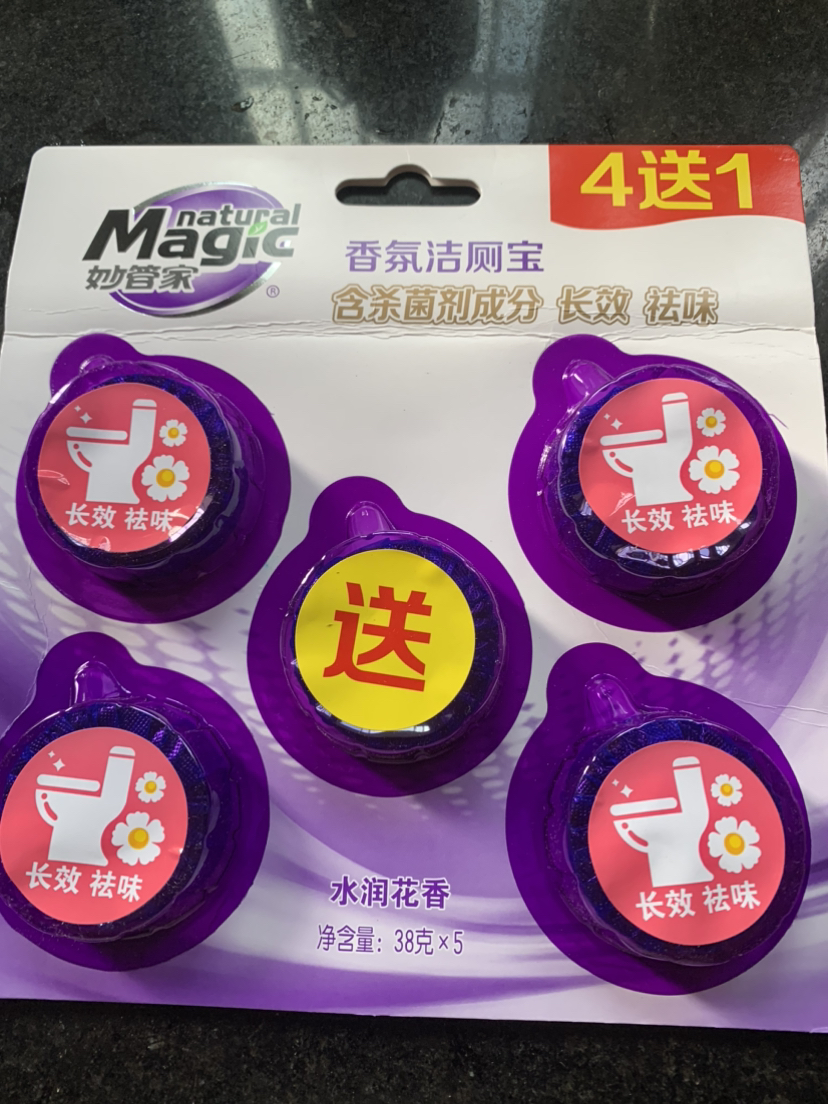 4送1
natural
Magic
妙管家
®
香氛洁厕宝
含杀菌剂成分 长效 祛味
长效 祛味
长效 祛味
送
长效 祛味
长效 祛味
水润花香
净含量：38克×5